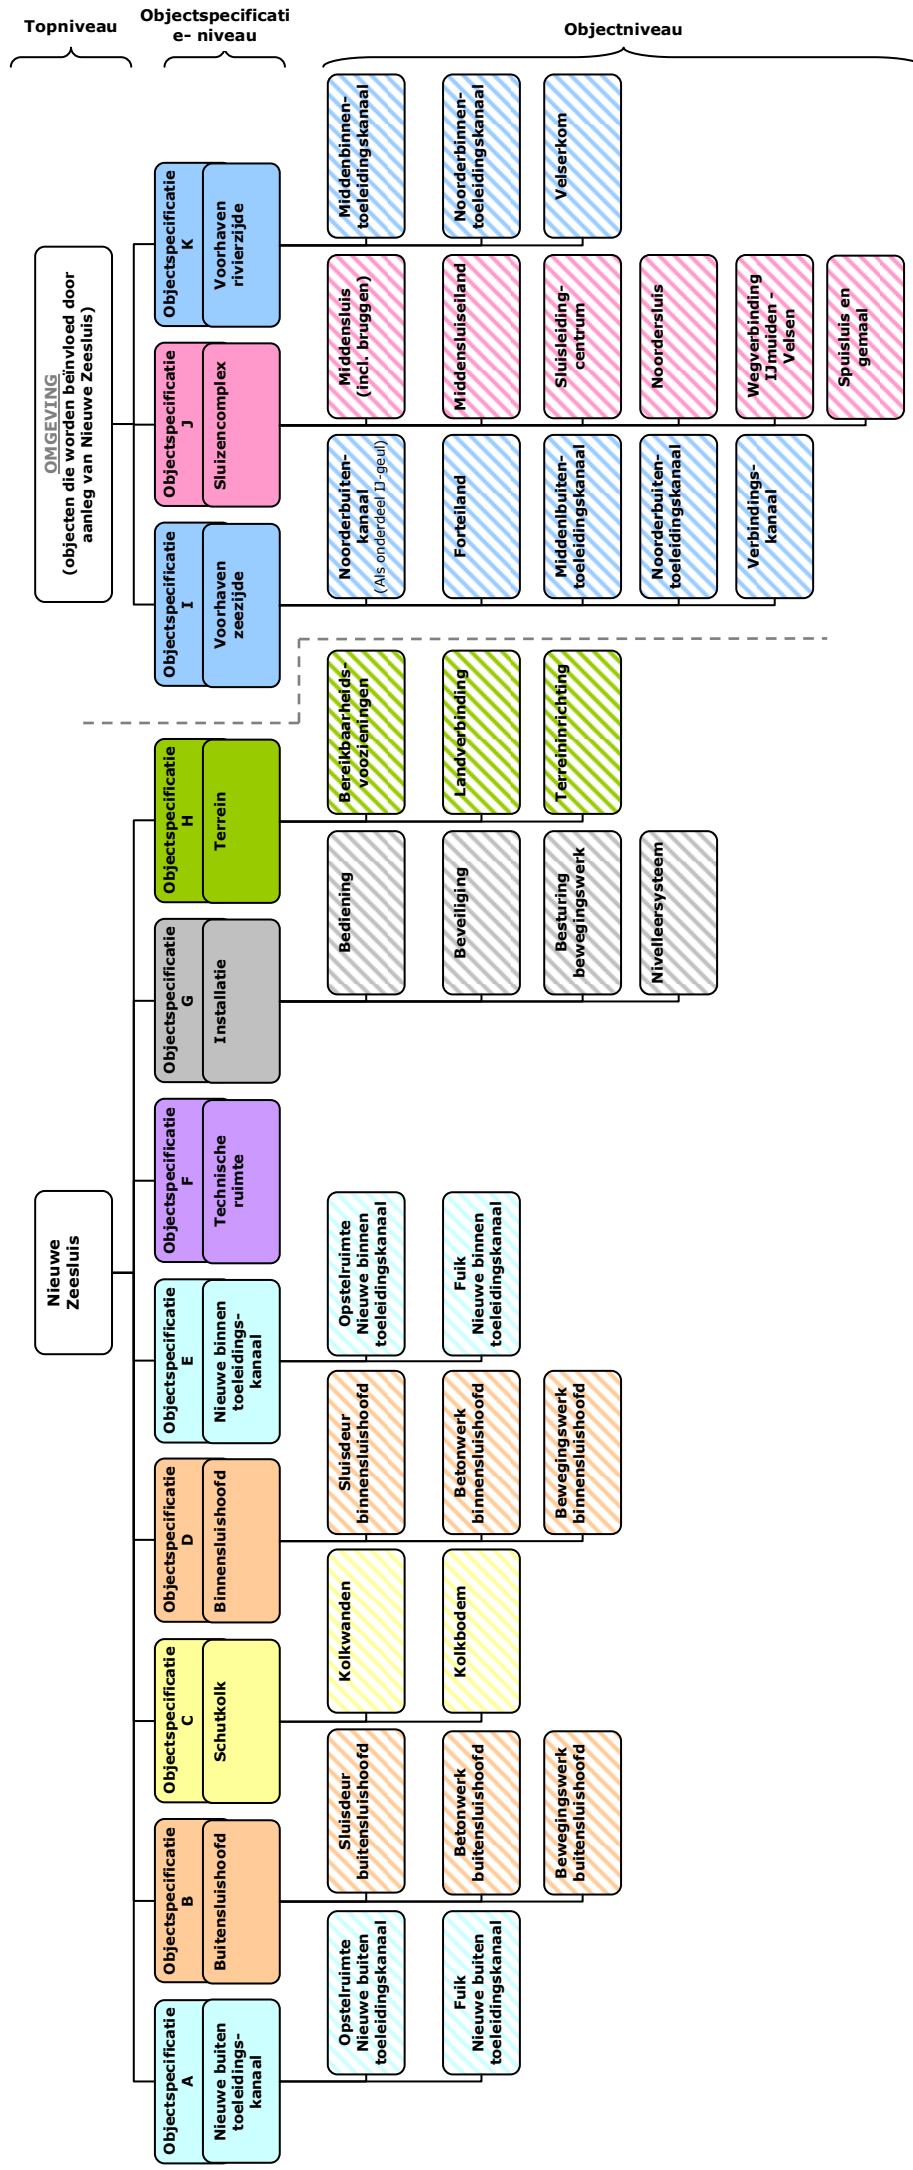 Topniveau
Objectspecificati
e- niveau
Objectniveau
Nieuwe
Zeesluis
OMGEVING
(objecten die worden beïnvloed door
aanleg van Nieuwe Zeesluis)
Objectspecificatie
A
Nieuwe buiten
toeleidings-
kanaal
Opstelruimte
Nieuwe buiten
toeleidingskanaal
Fuik
Nieuwe buiten
toeleidingskanaal
Objectspecificatie
B
Buitensluishoofd
Sluisdeur
buitensluishoofd
Betonwerk
buitensluishoofd
Bewegingswerk
buitensluishoofd
Objectspecificatie
C
Schutkolk
Kolkwanden
Kolkbodem
Objectspecificatie
D
Binnensluishoofd
Sluisdeur
binnensluishoofd
Betonwerk
binnensluishoofd
Bewegingswerk
binnensluishoofd
Objectspecificatie
E
Nieuwe binnen
toeleidings-
kanaal
Opstelruimte
Nieuwe binnen
toeleidingskanaal
Fuik
Nieuwe binnen
toeleidingskanaal
Objectspecificatie
F
Technische
ruimte
Objectspecificatie
G
Installatie
Bediening
Beveiliging
Besturing
bewegingswerk
Nivelleersysteem
Objectspecificatie
H
Terrein
Bereikbaarheids-
voozieningen
Landverbinding
Terreininrichting
Objectspecificatie
I
Voorhaven
zeezijde
Noorderbuiten-
kanaal
(Als onderdeel IJ-geul)
Forteiland
Middenlbuiten-
toeleidingskanaal
Noorderbuiten-
toeleidingskanaal
Verbindings-
kanaal
Objectspecificatie
J
Sluizencomplex
Middensluis
(incl. bruggen)
Middensluiseiland
Sluisleiding-
centrum
Noordersluis
Wegverbinding
IJmuiden -
Velsen
Spuisluis en
gemaal
Objectspecificatie
K
Voorhaven
rivierzijde
Middenbinnen-
toeleidingskanaal
Noorderbinnen-
toeleidingskanaal
Velserkom